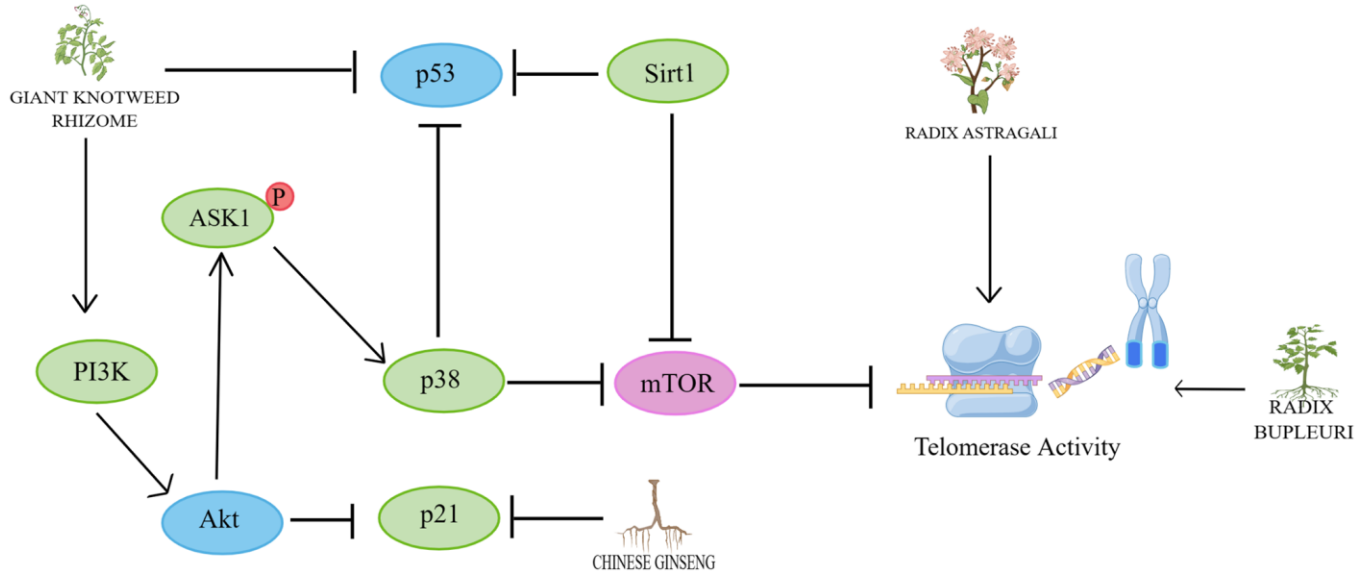 GIANT KNOTWEED
RHIZOME
p53
Sirt1
RADIX ASTRAGALI
ASK1
P
PI3K
p38
mTOR
Telomerase Activity
RADIX
BUPLEURI
Akt
p21
CHINESE GINSENG